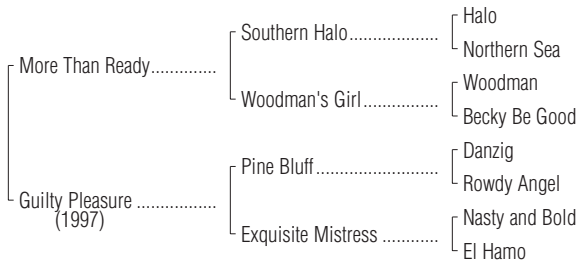 Halo
Southern Halo...................
Northern Sea
More Than Ready..............
Woodman
Woodman's Girl................
Becky Be Good
Danzig
Pine Bluff..........................
Rowdy Angel
Guilty Pleasure .................
(1997)
Nasty and Bold
Exquisite Mistress ............
El Hamo